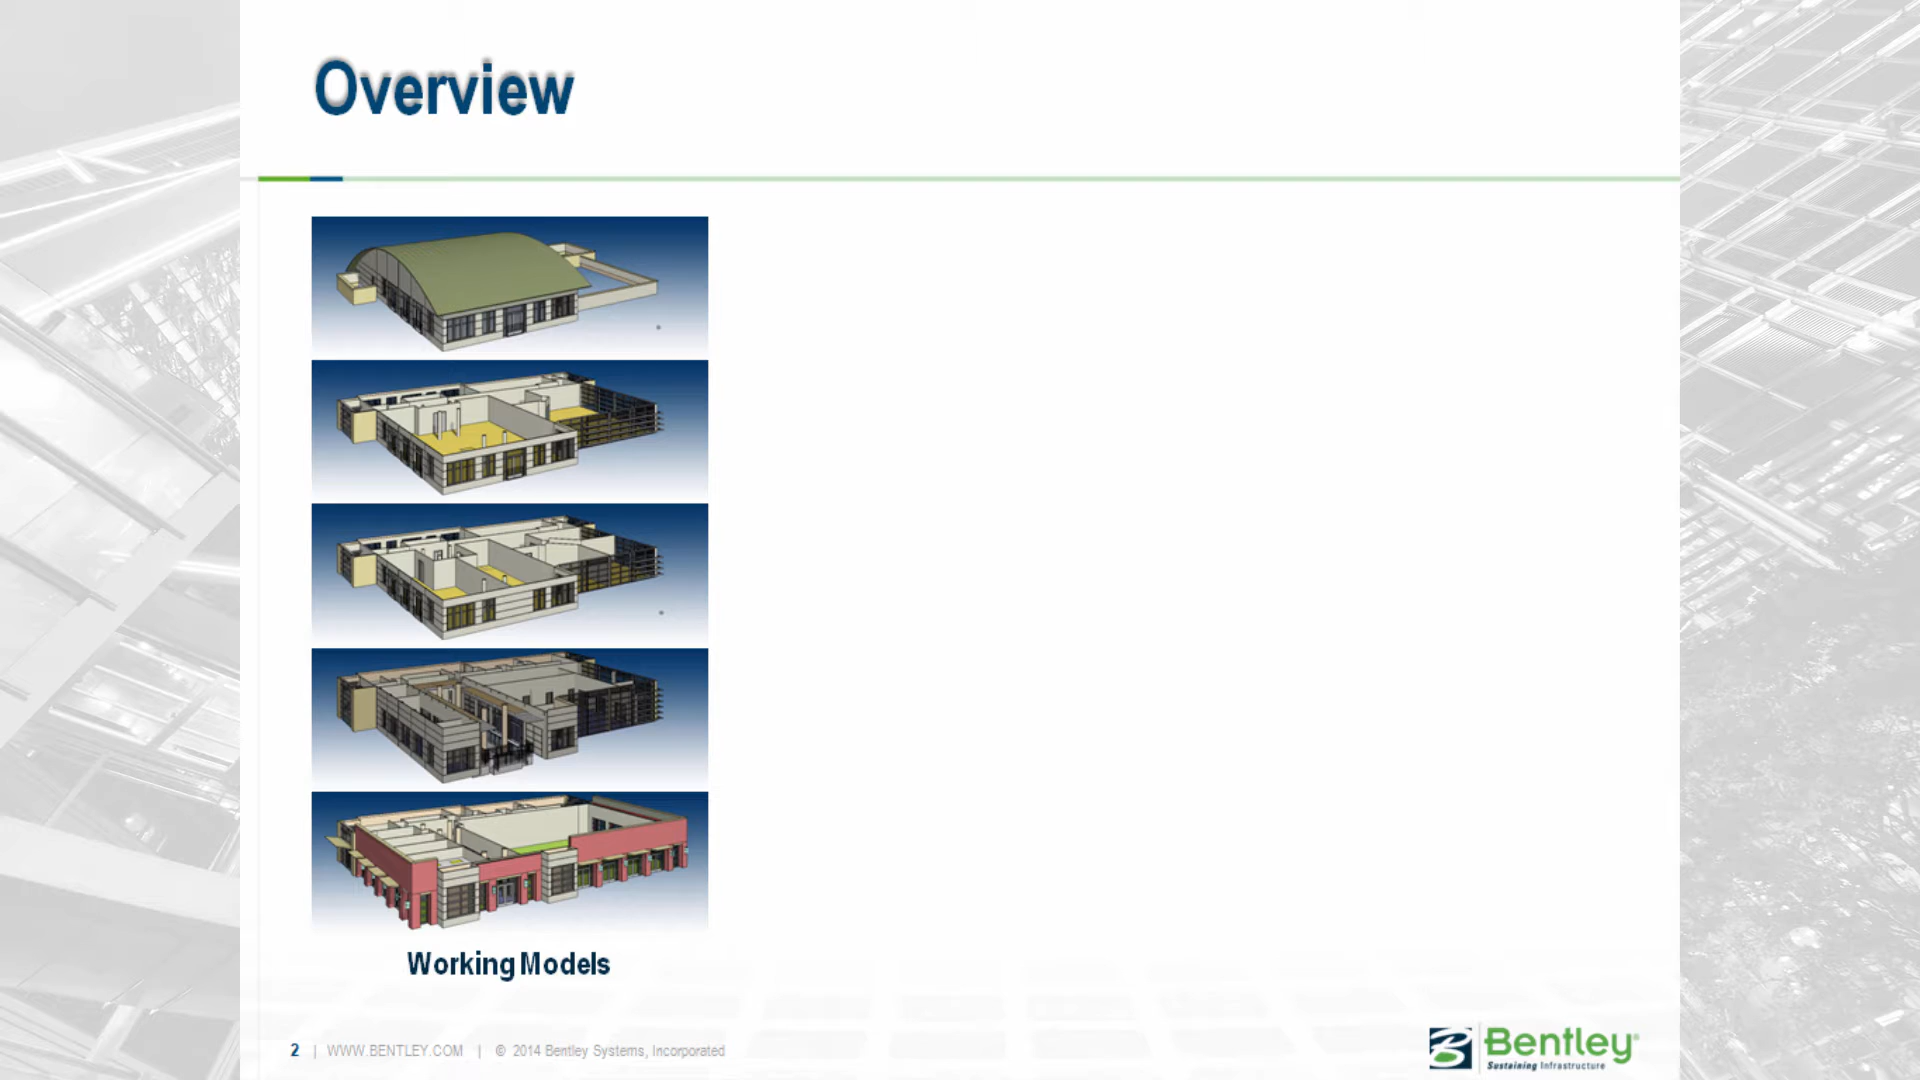 Overview
Working Models
2 | WWW.BENTLEY.COM | © 2014 Bentley Systems, Incorporated
Bentley®
Sustaining Infrastructure